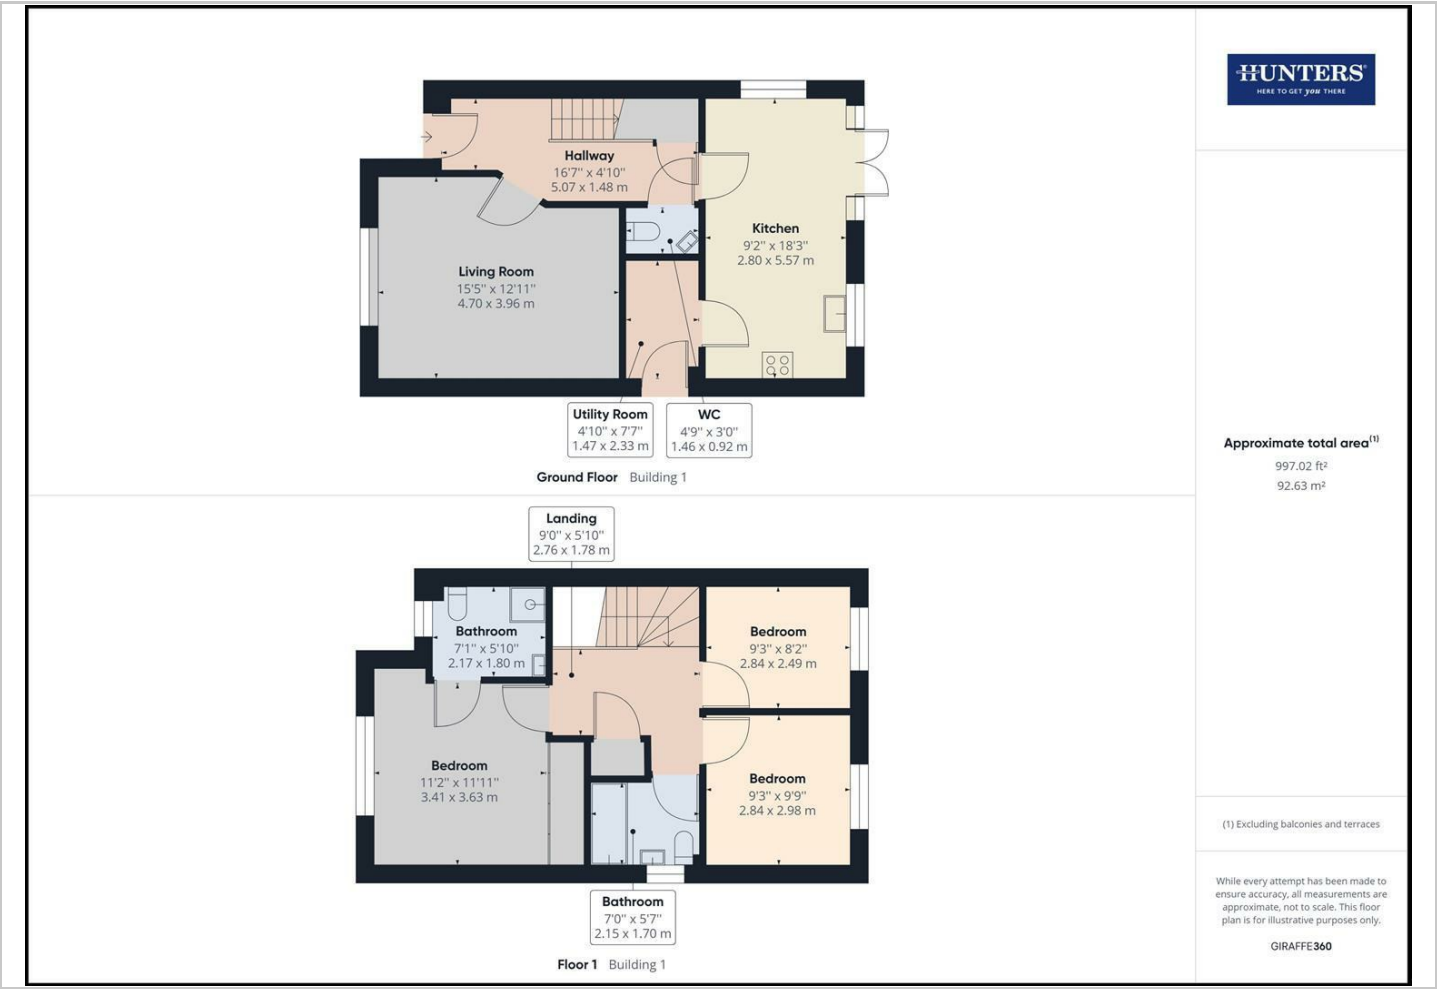 HUNTERS®
HERE TO GET you THERE
Hallway
16'7" x 4'10"
5.07 x 1.48 m
Kitchen
9'2" x 18'3"
2.80 x 5.57 m
Living Room
15'5" x 12'11"
4.70 x 3.96 m
Utility Room
4'10" x 7'7"
1.47 x 2.33 m
WC
4'9" x 3'0"
1.46 x 0.92 m
Ground Floor Building 1
Approximate total area(1)
997.02 ft²
92.63 m²
Landing
9'0" x 5'10"
2.76 x 1.78 m
Bathroom
7'1" x 5'10"
2.17 x 1.80 m
Bedroom
9'3" x 8'2"
2.84 x 2.49 m
Bedroom
11'2" x 11'11"
3.41 x 3.63 m
Bedroom
9'3" x 9'9"
2.84 x 2.98 m
Bathroom
7'0" x 5'7"
2.15 x 1.70 m
Floor 1 Building 1
(1) Excluding balconies and terraces
While every attempt has been made to
ensure accuracy, all measurements are
approximate, not to scale. This floor
plan is for illustrative purposes only.
GIRAFFE360